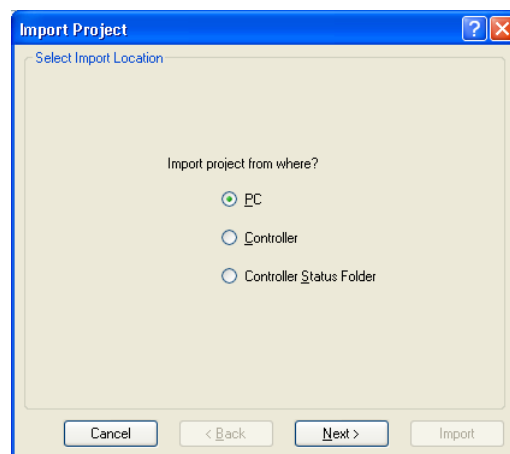 Import Project
Select Import Location
Import project from where?
PC
Controller
Controller Status Folder
Cancel
< Back
Next >
Import